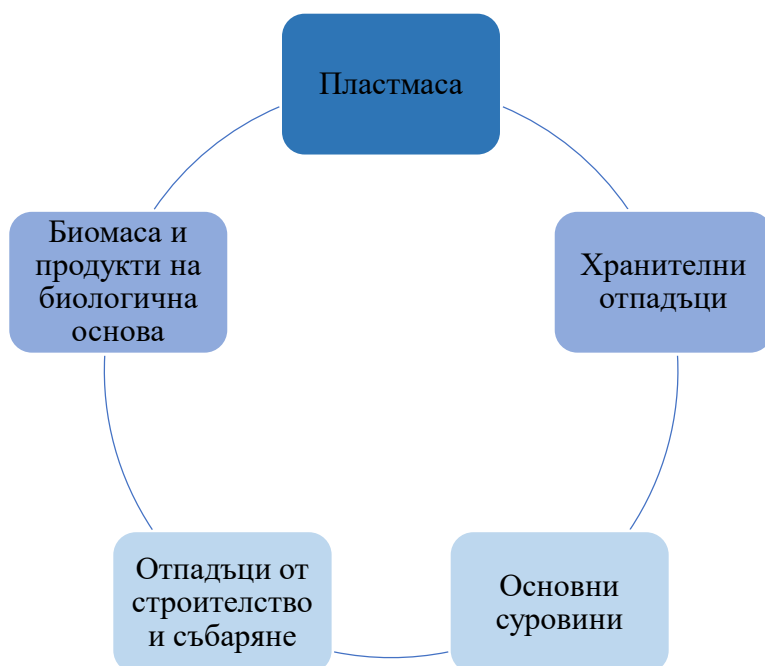 Пластмаса
Биомаса и
продукти на
биологична
основа
Хранителни
отпадъци
Отпадъци от
строителство
и събаряне
Основни
суровини